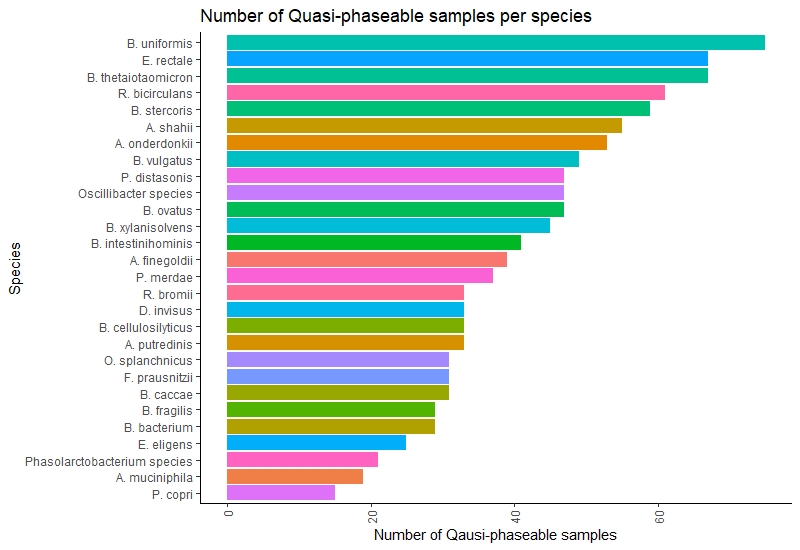 Number of Quasi-phaseable samples per species
B. uniformis
E. rectale
B. thetaiotaomicron
R. bicirculans
B. stercoris
A. shahii
A. onderdonkii
B. vulgatus
P. distasonis
Oscillibacter species
B. ovatus
B. xylanisolvens
B. intestinihominis
A. finegoldii
P. merdae
R. bromii
D. invisus
B. cellulosilyticus
A. putredinis
O. splanchnicus
F. prausnitzii
B. caccae
B. fragilis
B. bacterium
E. eligens
Phasolarctobacterium species
A. muciniphila
P. copri
Species
0
20
40
60
Number of Qausi-phaseable samples